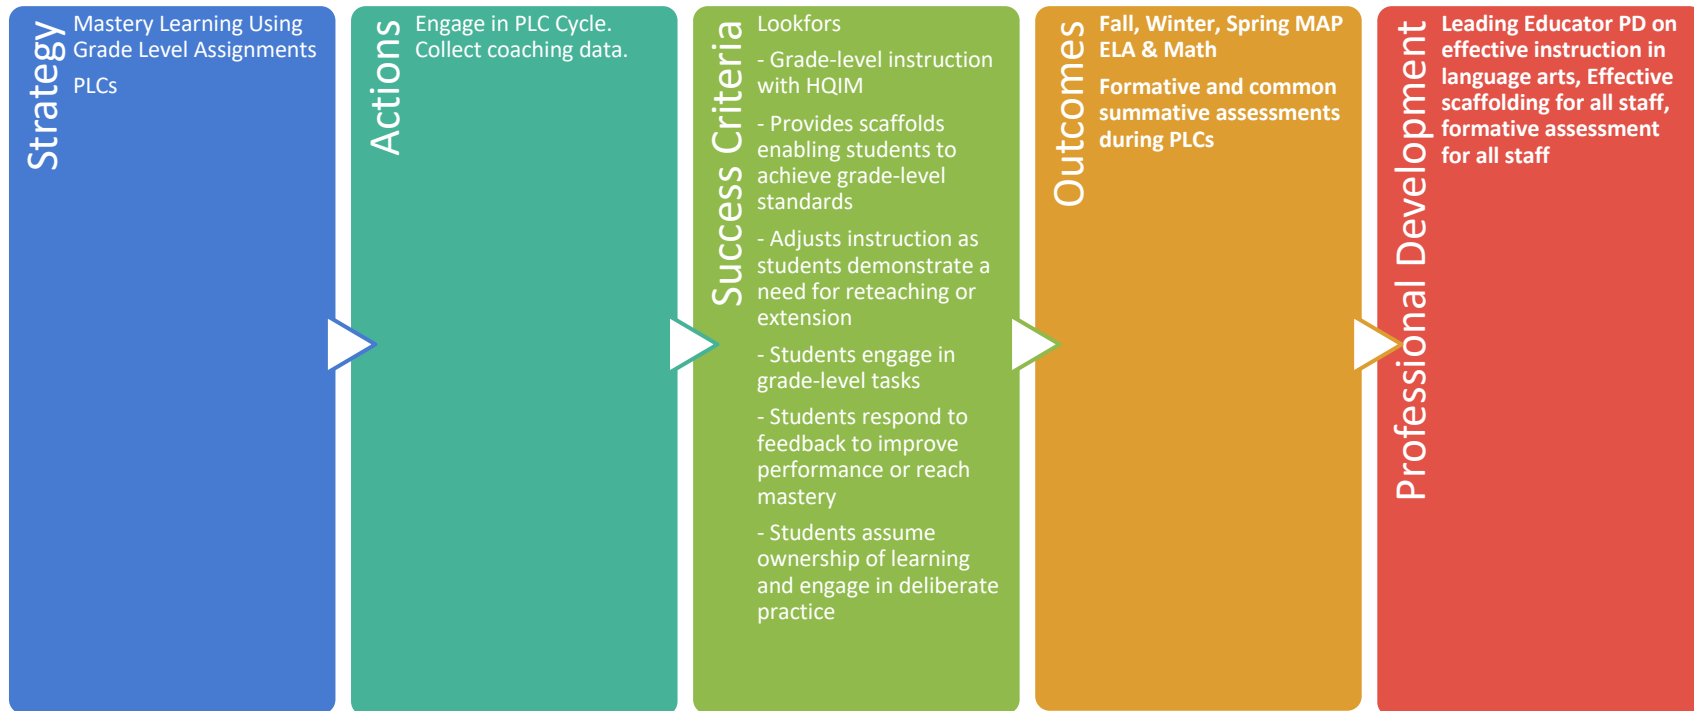 Strategy
Mastery Learning Using
Grade Level Assignments
PLCs
Actions
Engage in PLC Cycle.
Collect coaching data.
Success Criteria
Lookfors
- Grade-level instruction
with HQIM
- Provides scaffolds
enabling students to
achieve grade-level
standards
- Adjusts instruction as
students demonstrate a
need for reteaching or
extension
- Students engage in
grade-level tasks
- Students respond to
feedback to improve
performance or reach
mastery
- Students assume
ownership of learning
and engage in deliberate
practice
Outcomes
Fall, Winter, Spring MAP
ELA & Math
Formative and common
summative assessments
during PLCs
Professional Development
Leading Educator PD on
effective instruction in
language arts, Effective
scaffolding for all staff,
formative assessment
for all staff